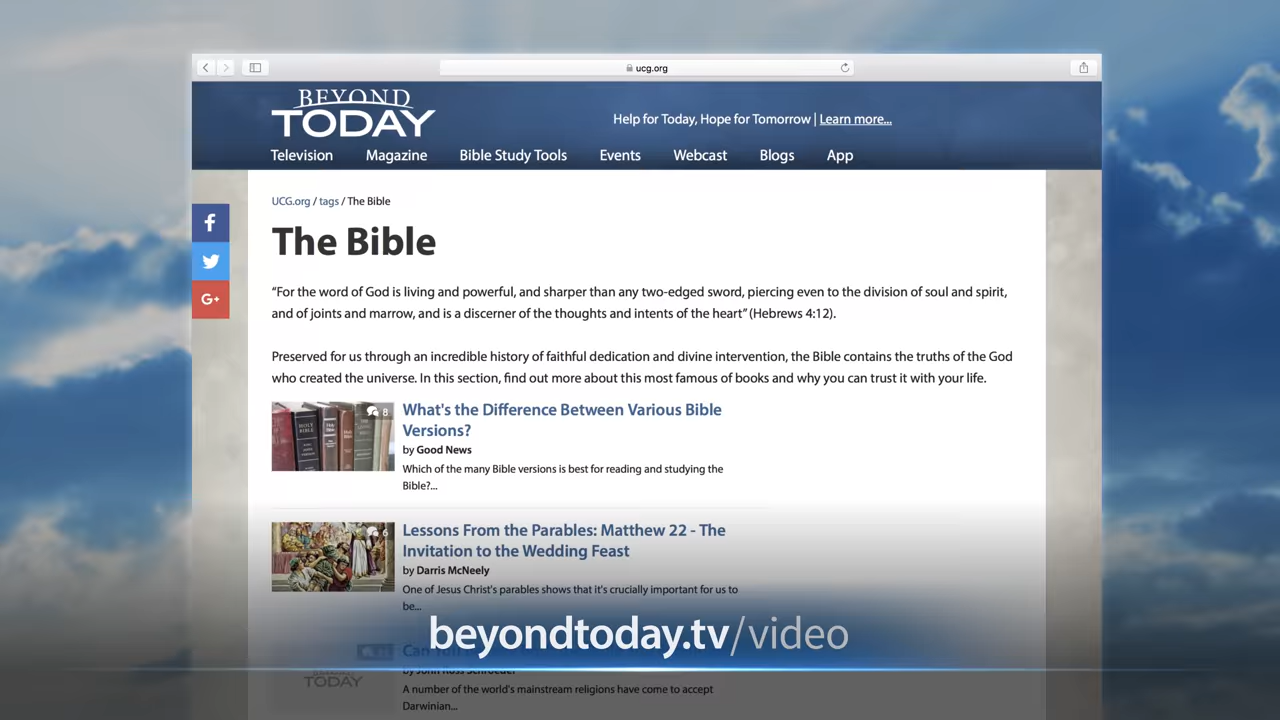 ucg.org
BEYOND
TODAY
Help for Today, Hope for Tomorrow | Learn more...
Television Magazine Bible Study Tools Events Webcast Blogs App
UCG.org / tags / The Bible
The Bible
“For the word of God is living and powerful, and sharper than any two-edged sword, piercing even to the division of soul and spirit,
and of joints and marrow, and is a discerner of the thoughts and intents of the heart” (Hebrews 4:12).
Preserved for us through an incredible history of faithful dedication and divine intervention, the Bible contains the truths of the God
who created the universe. In this section, find out more about this most famous of books and why you can trust it with your life.
8
What's the Difference Between Various Bible
Versions?
by Good News
Which of the many Bible versions is best for reading and studying the
Bible?...
6
Lessons From the Parables: Matthew 22 - The
Invitation to the Wedding Feast
by Darris McNeely
One of Jesus Christ's parables shows that it's crucially important for us to
be...
beyondtoday.tv/video
TODAY
A number of the world's mainstream religions have come to accept
Darwinian...